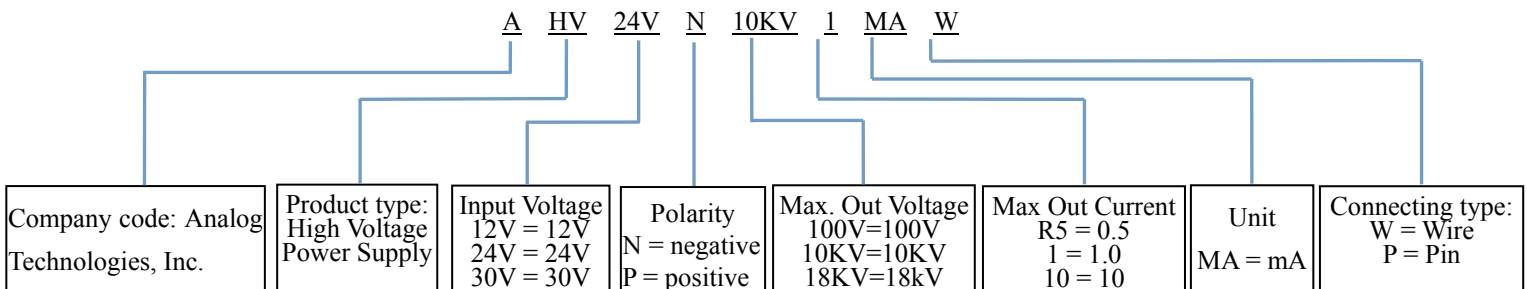 A HV 24V N 10KV 1 MA W
Company code: Analog
Technologies, Inc.
Product type:
High Voltage
Power Supply
Input Voltage
12V = 12V
24V = 24V
30V = 30V
Polarity
N = negative
P = positive
Max. Out Voltage
100V=100V
10KV=10KV
18KV=18kV
Max Out Current
R5 = 0.5
1 = 1.0
10 = 10
Unit
MA = mA
Connecting type:
W = Wire
P = Pin